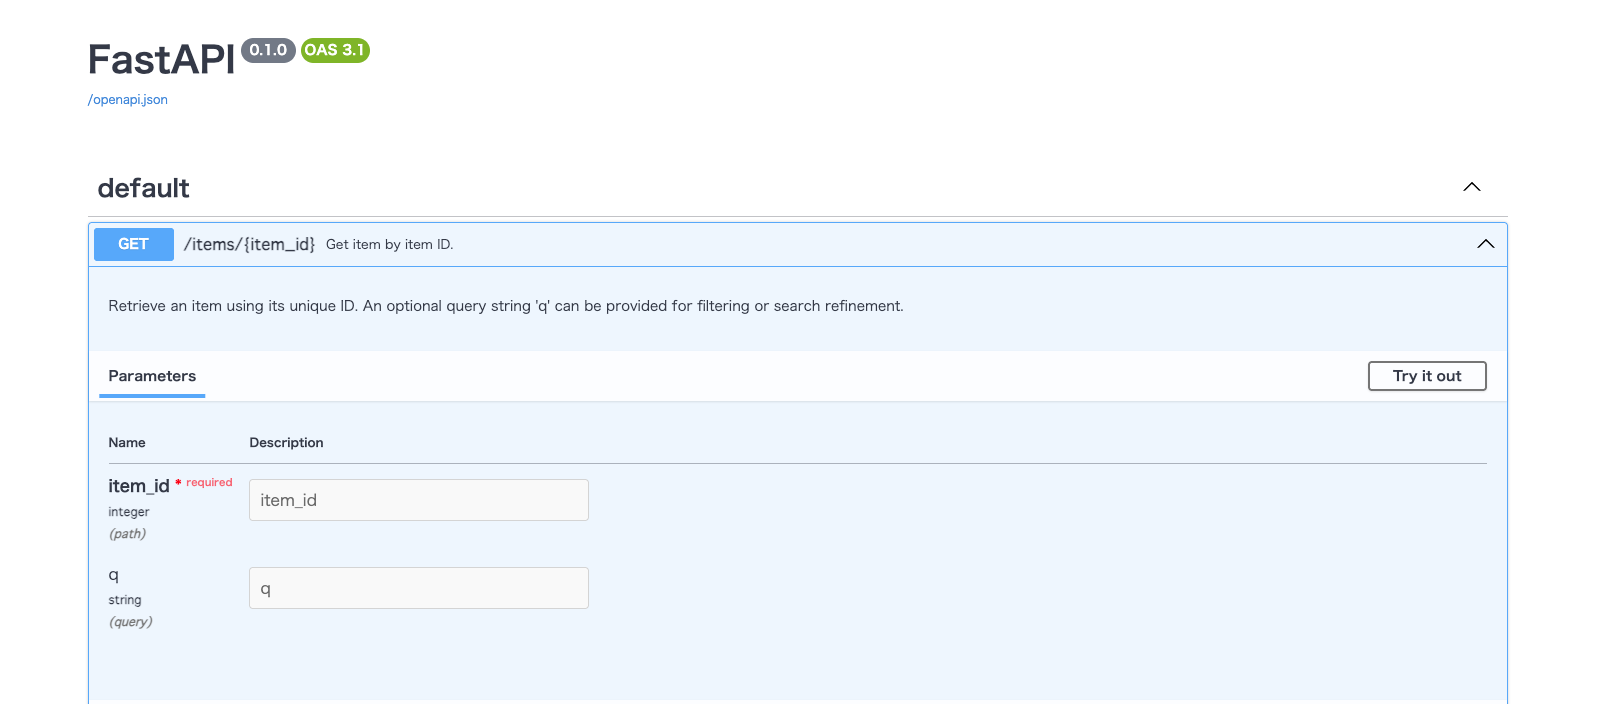 FastAPI 0.1.0 OAS 3.1
/openapi.json
default
GET /items/{item_id} Get item by item ID.
Retrieve an item using its unique ID. An optional query string 'q' can be provided for filtering or search refinement.
Parameters Try it out
Name Description
item_id * required item_id
integer
(path)
q q
string
(query)